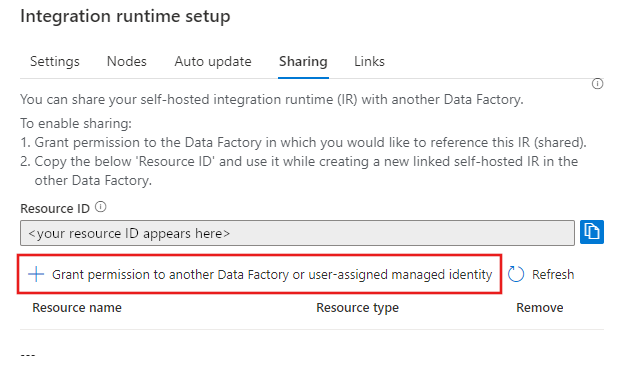 Integration runtime setup
Settings Nodes Auto update Sharing Links
You can share your self-hosted integration runtime (IR) with another Data Factory.
To enable sharing:
1. Grant permission to the Data Factory in which you would like to reference this IR (shared).
2. Copy the below 'Resource ID' and use it while creating a new linked self-hosted IR in the
other Data Factory.
Resource ID
<your resource ID appears here>
Grant permission to another Data Factory or user-assigned managed identity Refresh
Resource name Resource type Remove
---